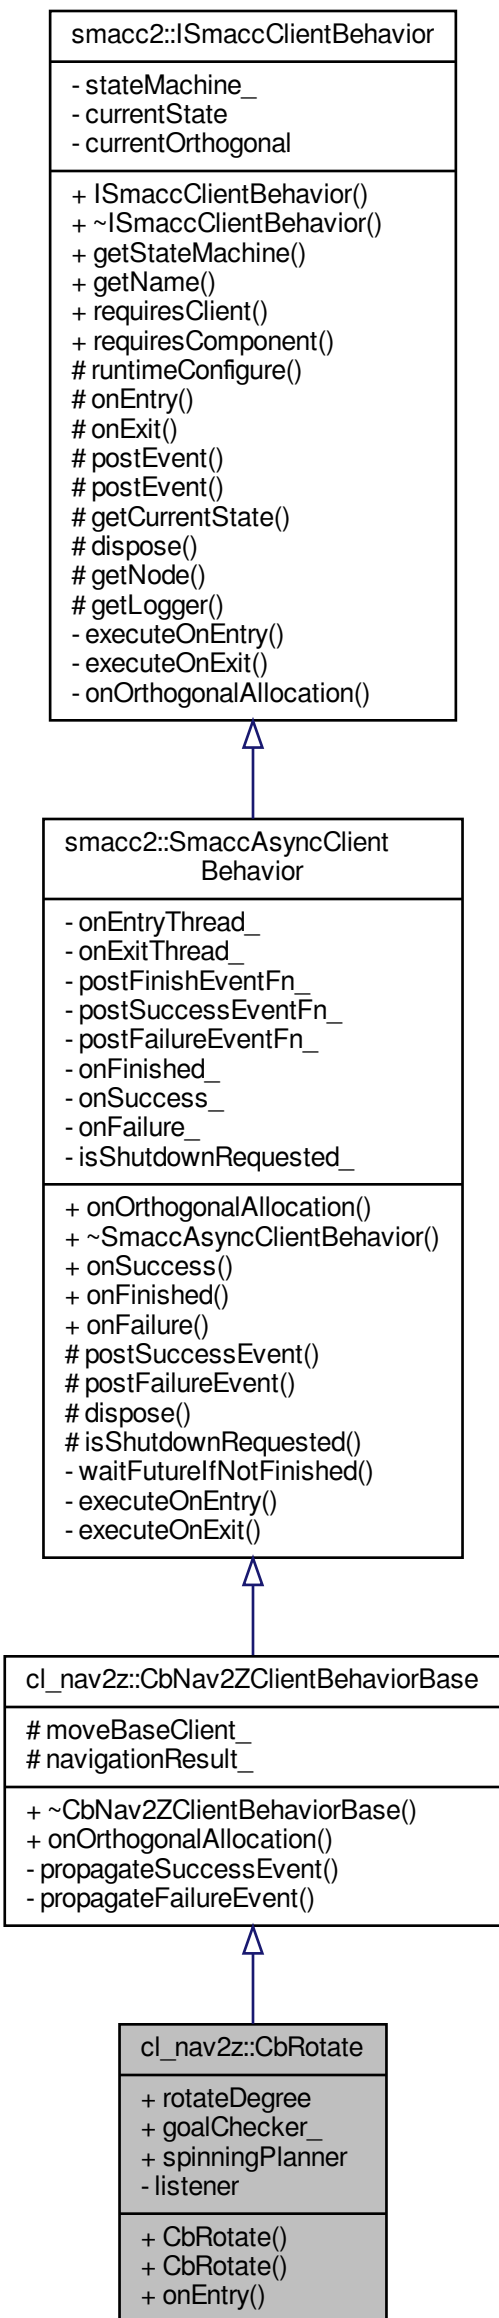 smacc2::ISmaccClientBehavior
- stateMachine_
- currentState
- currentOrthogonal
+ ISmaccClientBehavior()
+ ~ISmaccClientBehavior()
+ getStateMachine()
+ getName()
+ requiresClient()
+ requiresComponent()
# runtimeConfigure()
# onEntry()
# onExit()
# postEvent()
# postEvent()
# getCurrentState()
# dispose()
# getNode()
# getLogger()
- executeOnEntry()
- executeOnExit()
- onOrthogonalAllocation()
smacc2::SmaccAsyncClient
Behavior
- onEntryThread_
- onExitThread_
- postFinishEventFn_
- postSuccessEventFn_
- postFailureEventFn_
- onFinished_
- onSuccess_
- onFailure_
- isShutdownRequested_
+ onOrthogonalAllocation()
+ ~SmaccAsyncClientBehavior()
+ onSuccess()
+ onFinished()
+ onFailure()
# postSuccessEvent()
# postFailureEvent()
# dispose()
# isShutdownRequested()
- waitFutureIfNotFinished()
- executeOnEntry()
- executeOnExit()
cl_nav2z::CbNav2ZClientBehaviorBase
# moveBaseClient_
# navigationResult_
+ ~CbNav2ZClientBehaviorBase()
+ onOrthogonalAllocation()
- propagateSuccessEvent()
- propagateFailureEvent()
cl_nav2z::CbRotate
+ rotateDegree
+ goalChecker_
+ spinningPlanner
- listener
+ CbRotate()
+ CbRotate()
+ onEntry()